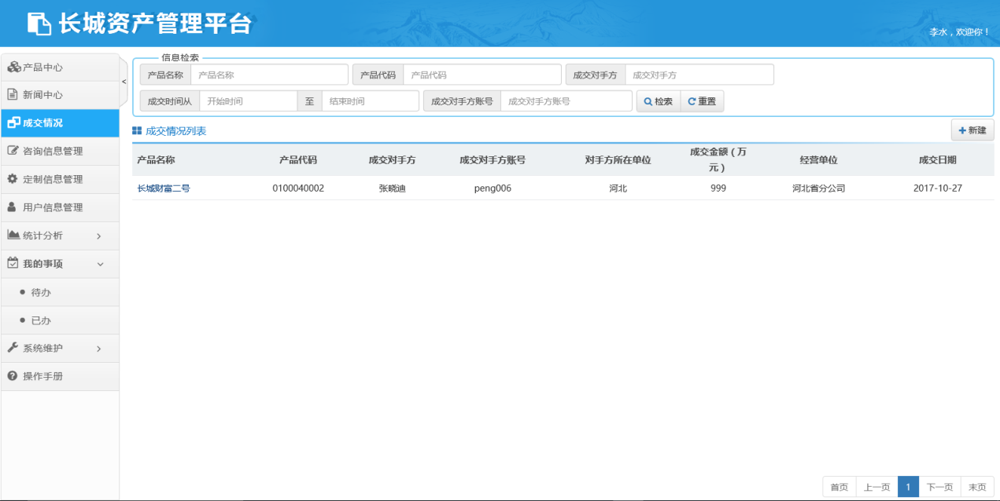 长城资产管理平台
李水，欢迎你！
产品中心
新闻中心
成交情况
咨询信息管理
定制信息管理
用户信息管理
统计分析
我的事项
待办
已办
系统维护
操作手册
<
信息检索
产品名称 产品名称 产品代码 产品代码 成交对手方 成交对手方
成交时间从 开始时间 至 结束时间 成交对手方账号 成交对手方账号 检索 重置
成交情况列表 新建
产品名称 产品代码 成交对手方 成交对手方账号 对手方所在单位 成交金额（万元） 经营单位 成交日期
长城财富二号 0100040002 张晓迪 peng006 河北 999 河北省分公司 2017-10-27
首页 上一页 1 下一页 末页